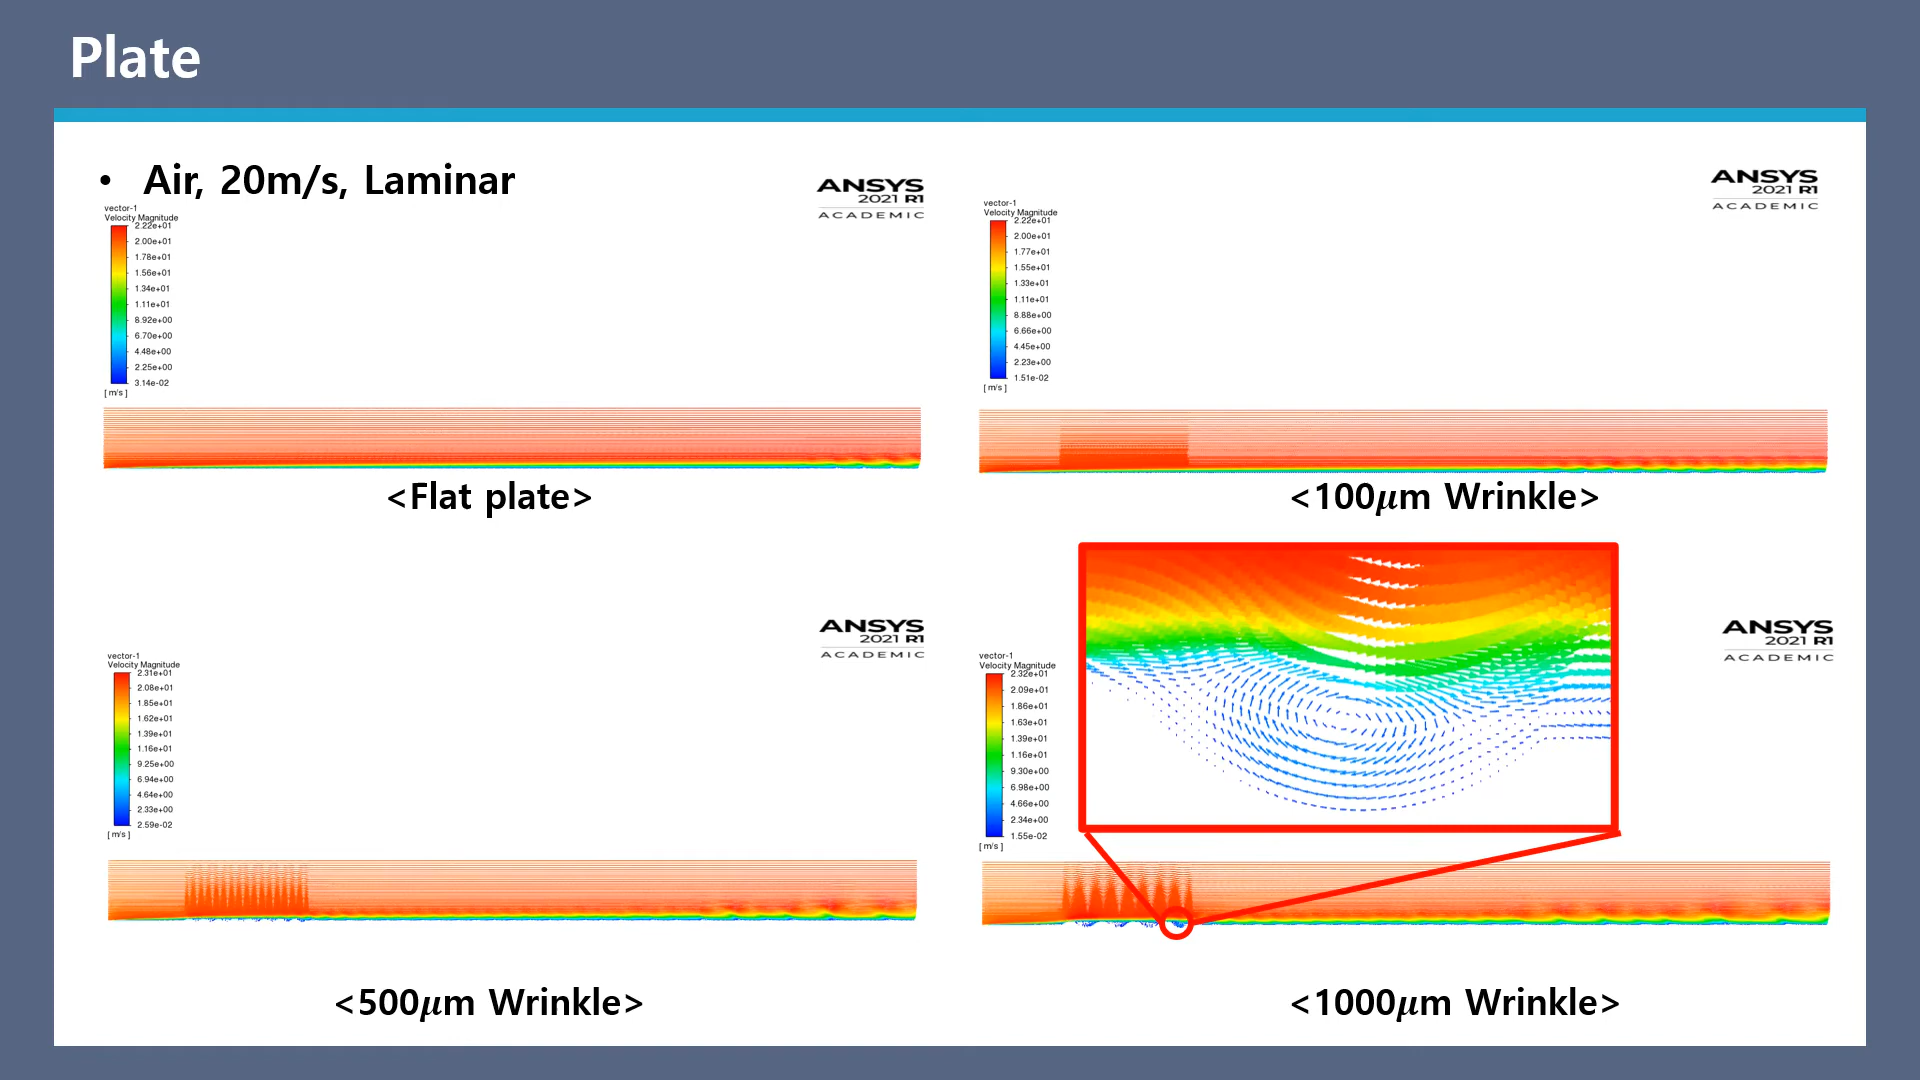 Plate
• Air, 20m/s, Laminar
ANSYS
2021 R1
ACADEMIC
vector-1
Velocity Magnitude
2.22e+01
2.00e+01
1.78e+01
1.56e+01
1.34e+01
1.11e+01
8.92e+00
6.70e+00
4.48e+00
2.25e+00
3.14e-02
[ m/s ]
<Flat plate>
ANSYS
2021 R1
ACADEMIC
vector-1
Velocity Magnitude
2.22e+01
2.00e+01
1.77e+01
1.55e+01
1.33e+01
1.11e+01
8.88e+00
6.66e+00
4.45e+00
2.23e+00
1.51e-02
[ m/s ]
<100μm Wrinkle>
ANSYS
2021 R1
ACADEMIC
vector-1
Velocity Magnitude
2.31e+01
2.08e+01
1.85e+01
1.62e+01
1.39e+01
1.16e+01
9.25e+00
6.94e+00
4.64e+00
2.33e+00
2.59e-02
[ m/s ]
<500μm Wrinkle>
ANSYS
2021 R1
ACADEMIC
vector-1
Velocity Magnitude
2.32e+01
2.09e+01
1.86e+01
1.63e+01
1.39e+01
1.16e+01
9.30e+00
6.98e+00
4.66e+00
2.34e+00
1.55e-02
[ m/s ]
<1000μm Wrinkle>